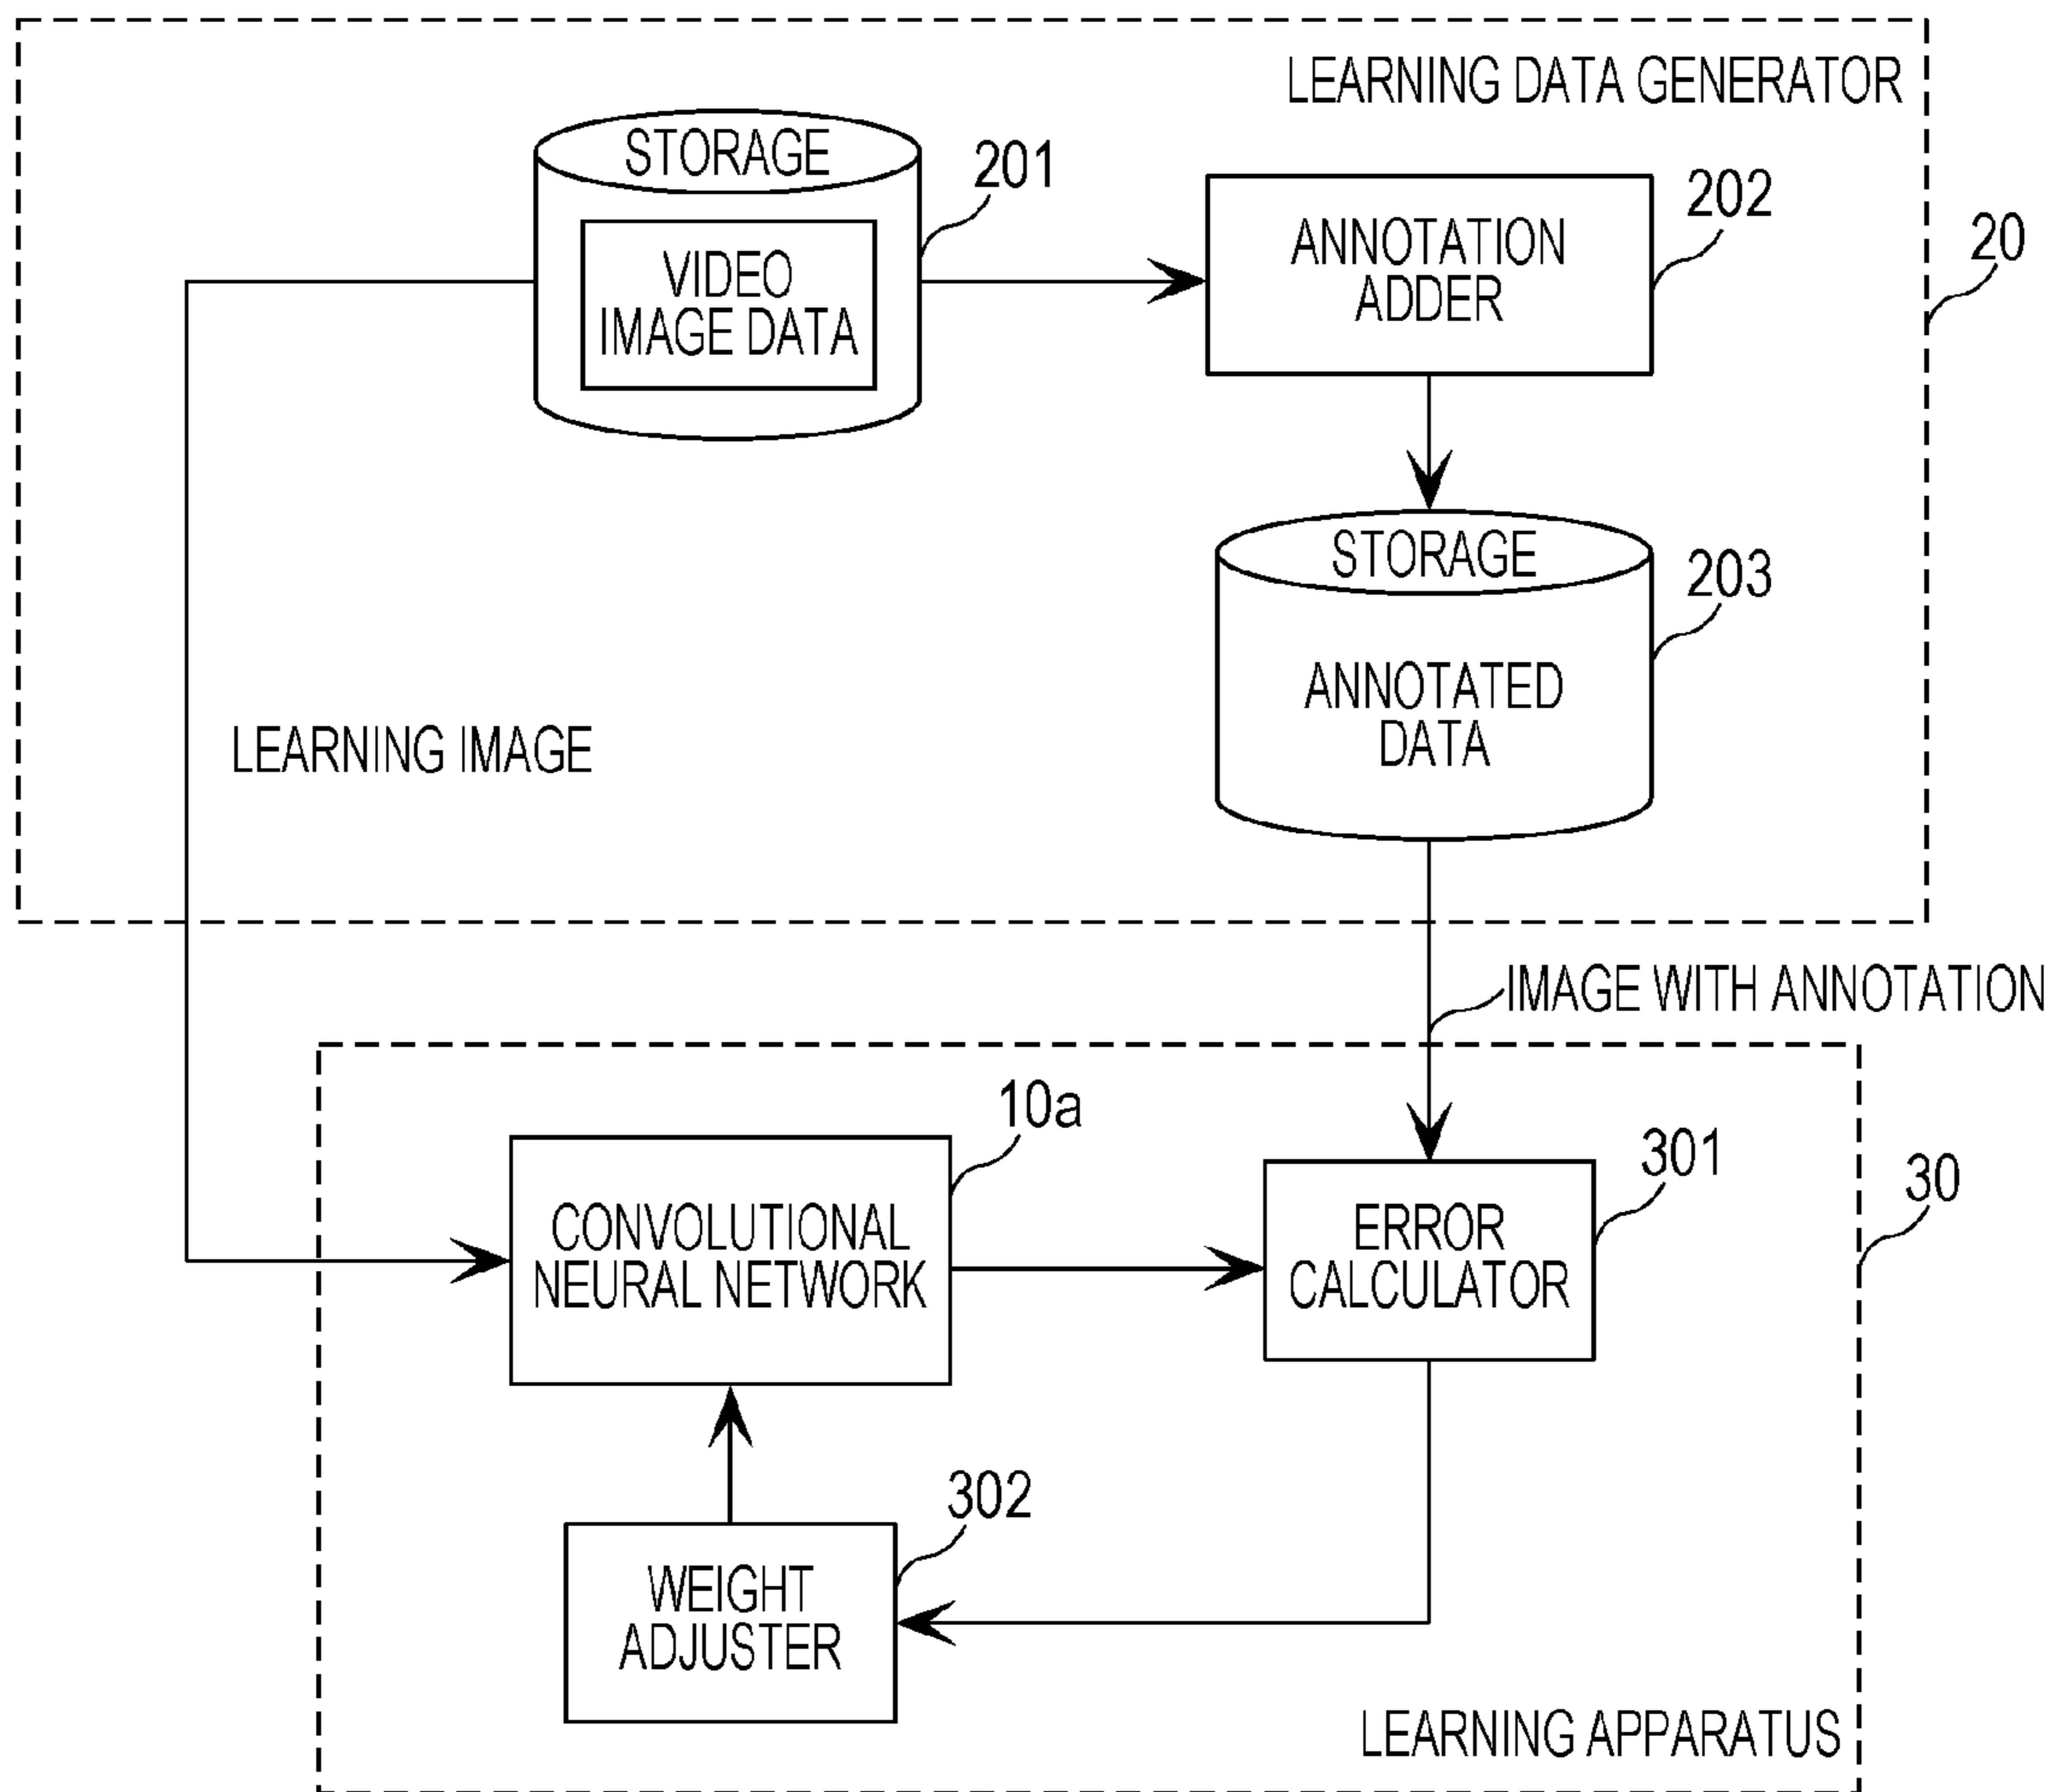 LEARNING DATA GENERATOR
STORAGE
201
VIDEO
IMAGE DATA
ANNOTATION
ADDER
202
20
STORAGE
203
ANNOTATED
DATA
LEARNING IMAGE
IMAGE WITH ANNOTATION
10a
CONVOLUTIONAL
NEURAL NETWORK
301
ERROR
CALCULATOR
30
302
WEIGHT
ADJUSTER
LEARNING APPARATUS